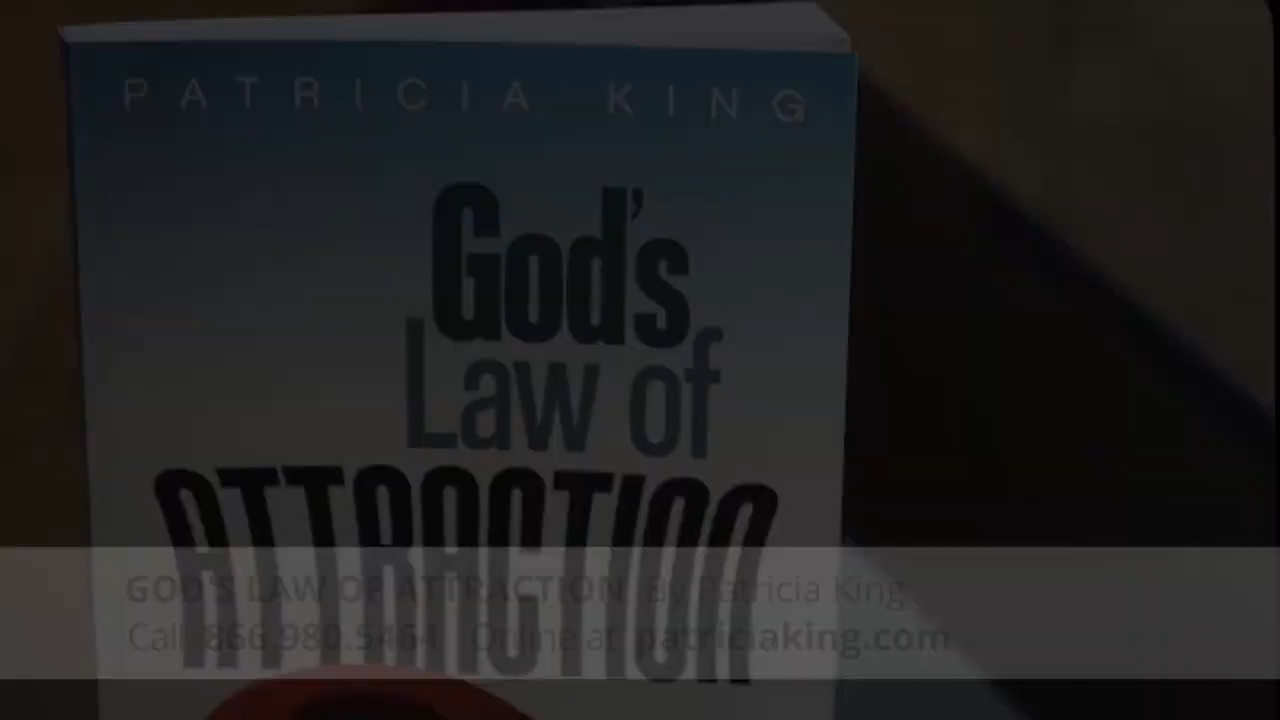 PATRICIA KING
God's
Law of
ATTRACTION
GOD'S LAW OF ATTRACTION By Patricia King
Call 866.980.5464 Online at patriciaking.com